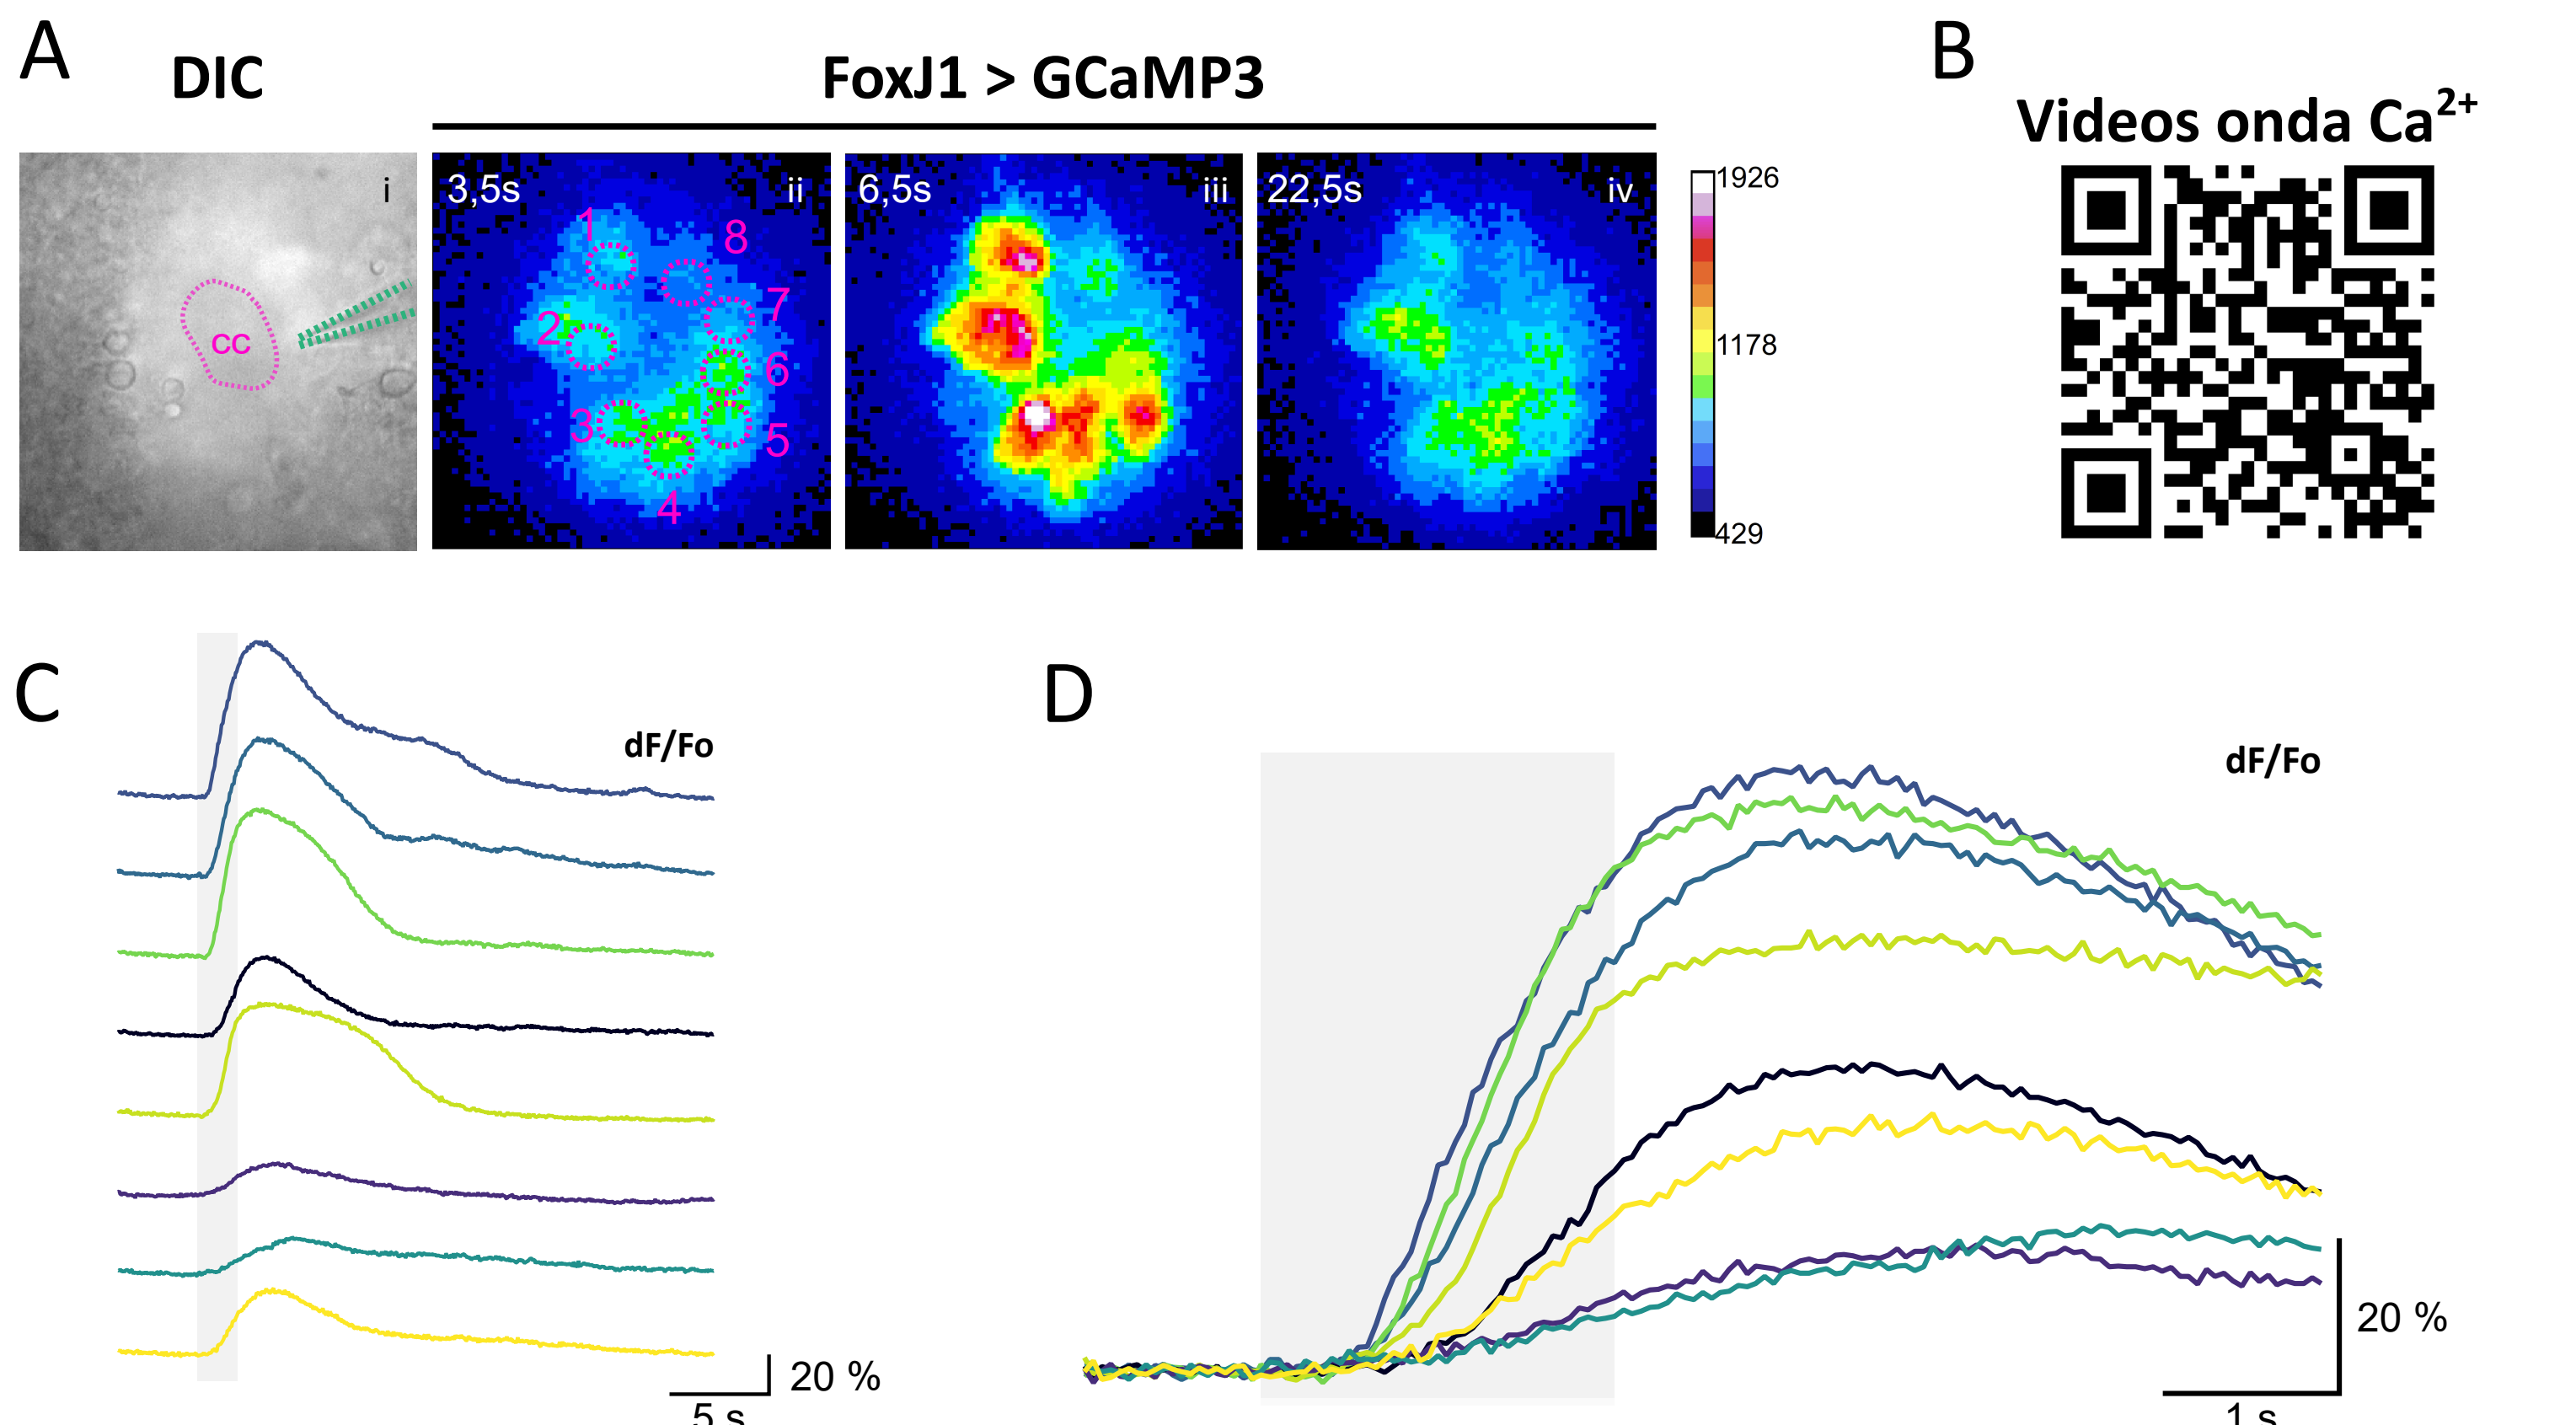 A
DIC
FoxJ1 > GCaMP3
B
Videos onda Ca²⁺
i
cc
3,5s
ii
1
2
3
4
5
6
7
8
6,5s
iii
22,5s
iv
1926
1178
429
C
dF/Fo
20 %
5 s
D
dF/Fo
20 %
1 s